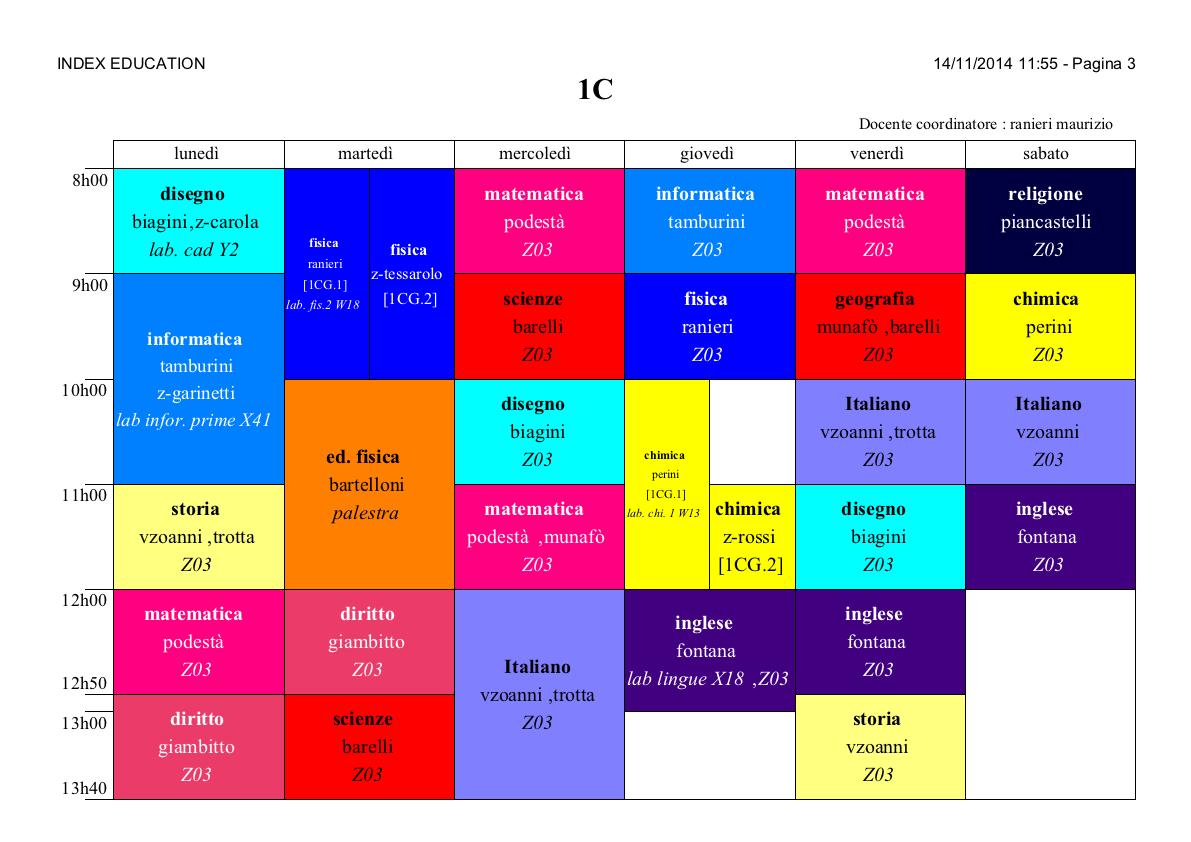 INDEX EDUCATION
14/11/2014 11:55 - Pagina 3
1C
Docente coordinatore : ranieri maurizio
lunedì
martedì
mercoledì
giovedì
venerdì
sabato
8h00
disegno
biagini,z-carola
lab. cad Y2
fisica
ranieri
[1CG.1]
lab. fis.2 W18
fisica
z-tessarolo
[1CG.2]
matematica
podestà
Z03
informatica
tamburini
Z03
matematica
podestà
Z03
religione
piancastelli
Z03
9h00
informatica
tamburini
z-garinetti
lab infor. prime X41
scienze
barelli
Z03
fisica
ranieri
Z03
geografia
munafò ,barelli
Z03
chimica
perini
Z03
10h00
ed. fisica
bartelloni
palestra
disegno
biagini
Z03
chimica
perini
[1CG.1]
lab. chi. 1 W13
Italiano
vzoanni ,trotta
Z03
Italiano
vzoanni
Z03
11h00
storia
vzoanni ,trotta
Z03
matematica
podestà ,munafò
Z03
chimica
z-rossi
[1CG.2]
disegno
biagini
Z03
inglese
fontana
Z03
12h00
matematica
podestà
Z03
diritto
giambitto
Z03
Italiano
vzoanni ,trotta
Z03
inglese
fontana
lab lingue X18 ,Z03
inglese
fontana
Z03
12h50
13h00
diritto
giambitto
Z03
scienze
barelli
Z03
storia
vzoanni
Z03
13h40